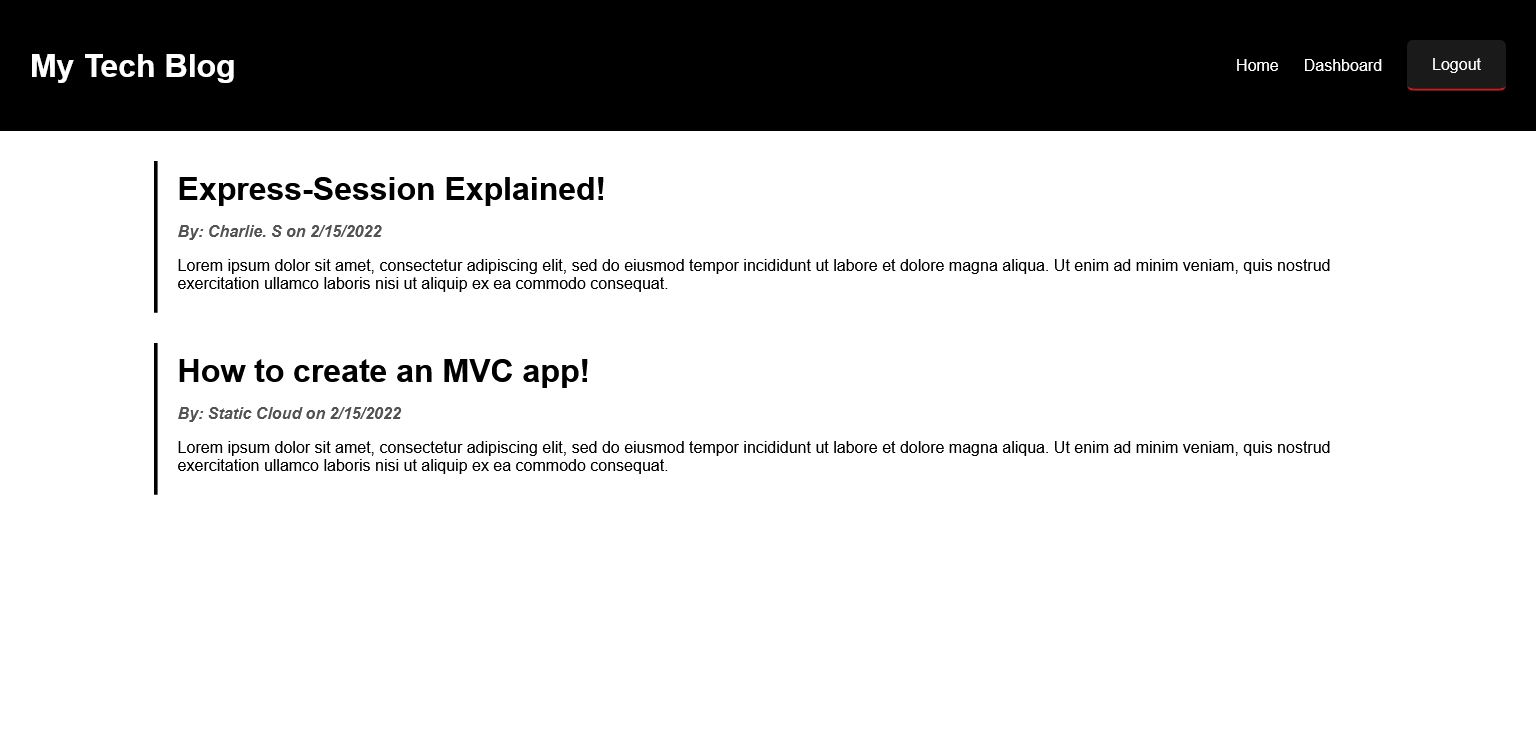 My Tech Blog
Home Dashboard Logout
Express-Session Explained!
By: Charlie. S on 2/15/2022
Lorem ipsum dolor sit amet, consectetur adipiscing elit, sed do eiusmod tempor incididunt ut labore et dolore magna aliqua. Ut enim ad minim veniam, quis nostrud
exercitation ullamco laboris nisi ut aliquip ex ea commodo consequat.
How to create an MVC app!
By: Static Cloud on 2/15/2022
Lorem ipsum dolor sit amet, consectetur adipiscing elit, sed do eiusmod tempor incididunt ut labore et dolore magna aliqua. Ut enim ad minim veniam, quis nostrud
exercitation ullamco laboris nisi ut aliquip ex ea commodo consequat.